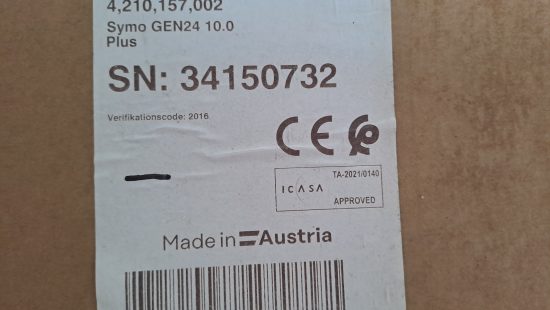 4,210,157,002
Symo GEN24 10.0
Plus
SN: 34150732
Verifikationscode: 2016
CE
TA-2021/0140
ICASA
APPROVED
Made in Austria